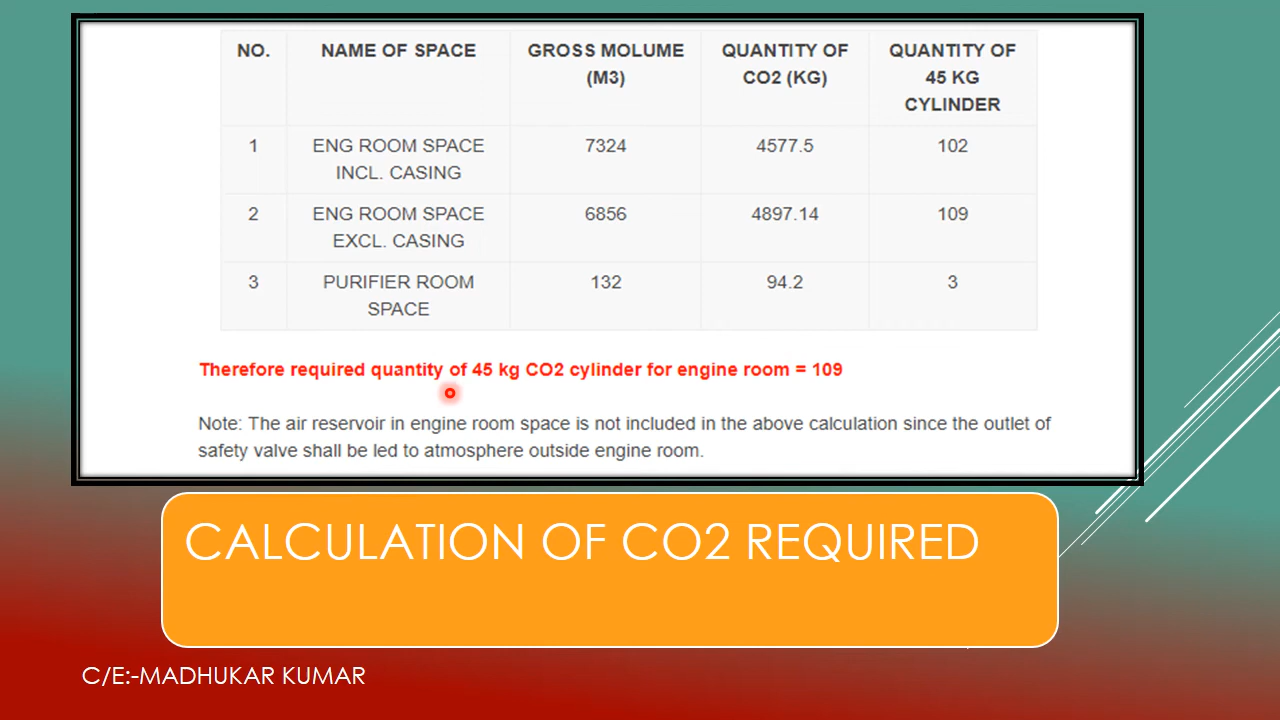 NO. NAME OF SPACE GROSS MOLUME QUANTITY OF QUANTITY OF
(M3) CO2 (KG) 45 KG
CYLINDER
1 ENG ROOM SPACE 7324 4577.5 102
INCL. CASING
2 ENG ROOM SPACE 6856 4897.14 109
EXCL. CASING
3 PURIFIER ROOM 132 94.2 3
SPACE
Therefore required quantity of 45 kg CO2 cylinder for engine room = 109
Note: The air reservoir in engine room space is not included in the above calculation since the outlet of
safety valve shall be led to atmosphere outside engine room.
CALCULATION OF CO2 REQUIRED
C/E:-MADHUKAR KUMAR